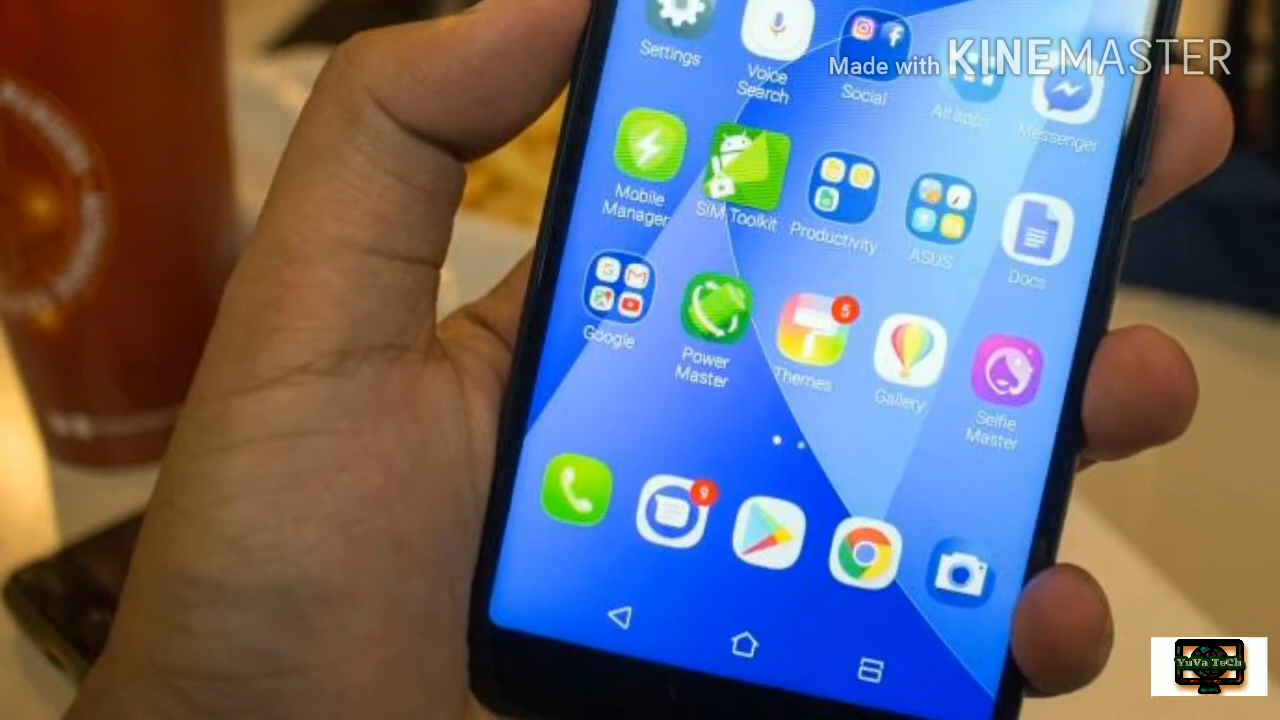 Made with KINEMASTER
Settings
Voice
Search
Social
All apps
Messenger
Mobile
Manager
SIM Toolkit
Productivity
ASUS
Docs
Google
Power
Master
5
Themes
Gallery
Selfie
Master
9
YuVa TeCh